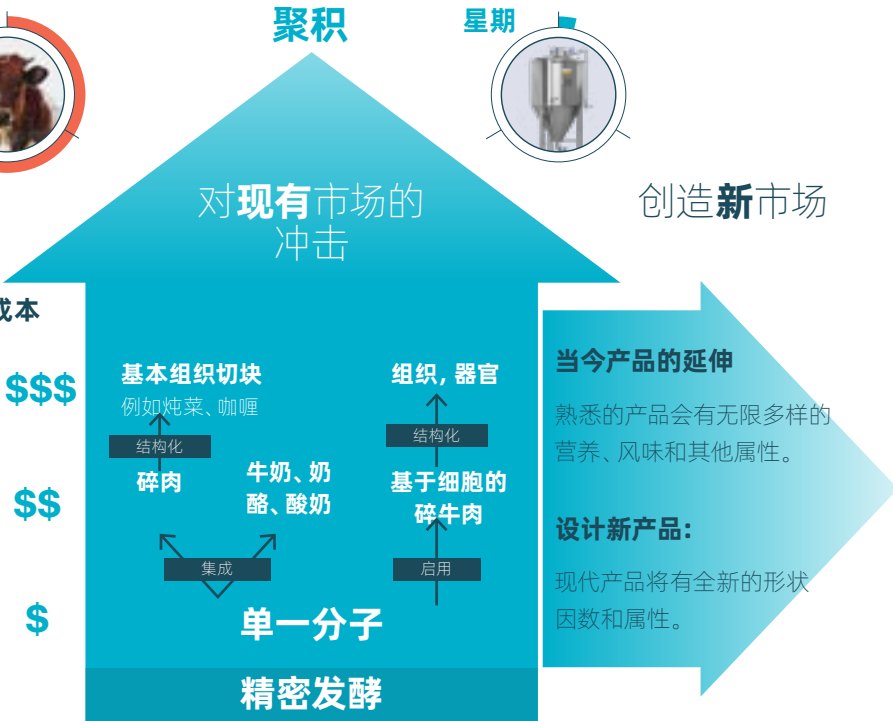 聚积
星期
对现有市场的
冲击
创造新市场
成本
$$$
基本组织切块
例如炖菜、咖喱
结构化
碎肉
牛奶、奶
酪、酸奶
组织, 器官
结构化
基于细胞的
碎牛肉
$$
集成
启用
$
单一分子
精密发酵
当今产品的延伸
熟悉的产品会有无限多样的
营养、风味和其他属性。
设计新产品:
现代产品将有全新的形状
因数和属性。